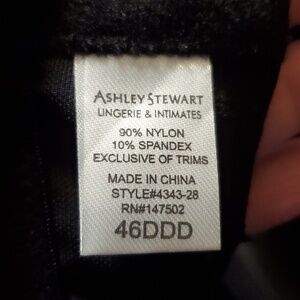 ASHLEY STEWART
LINGERIE & INTIMATES
90% NYLON
10% SPANDEX
EXCLUSIVE OF TRIMS
MADE IN CHINA
STYLE#4343-28
RN#147502
46DDD